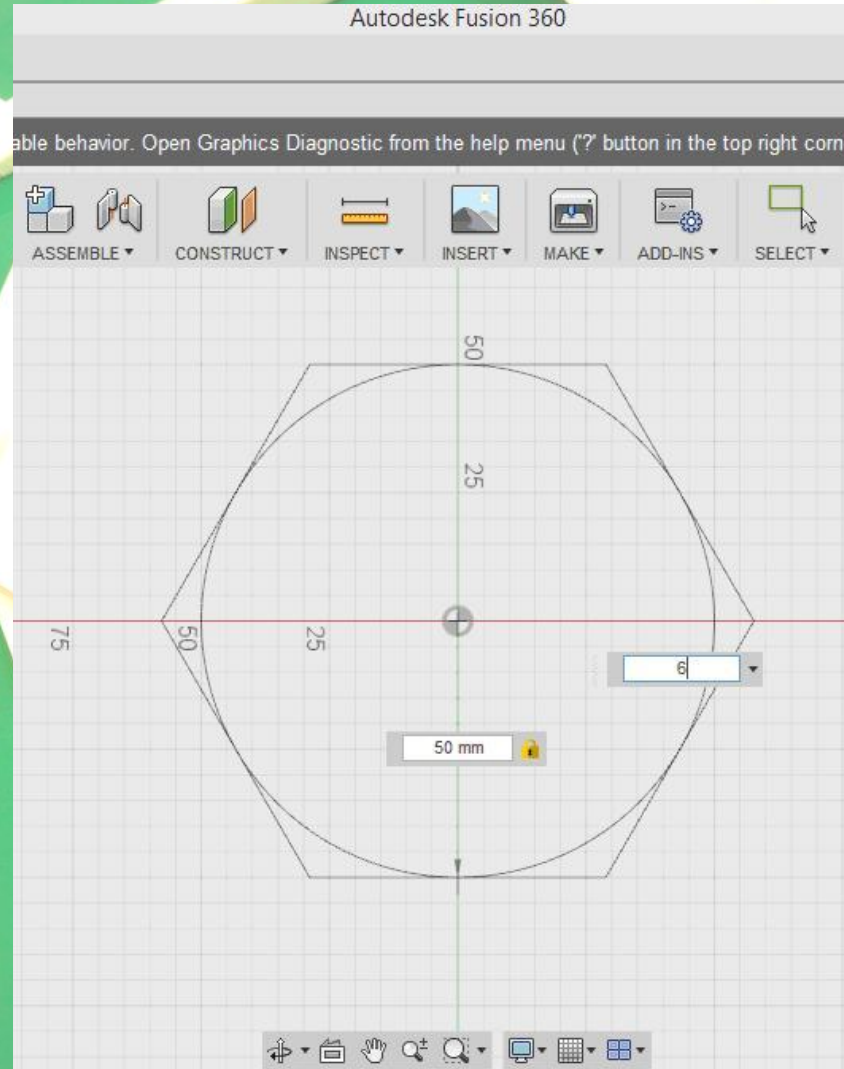 Autodesk Fusion 360
able behavior. Open Graphics Diagnostic from the help menu ('?' button in the top right corn
ASSEMBLE CONSTRUCT INSPECT INSERT MAKE ADD-INS SELECT
50
25
75 50 25
6
50 mm